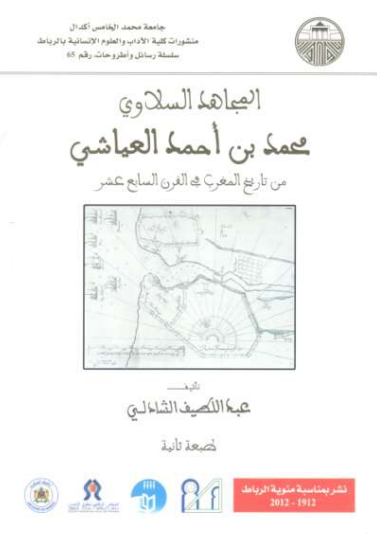 جامعة محمد الخامس أكدال
منشورات كلية الآداب والعلوم الإنسانية بالرباط
سلسلة رسائل وأطروحات، رقم 65
المجاهد السلاوي
محمد بن أحمد العياشي
من تاريخ المغرب في القرن السابع عشر
تأليف
عبد اللطيف الشاذلي
طبعة ثانية
نشر بمناسبة مئوية الرباط
1912 - 2012